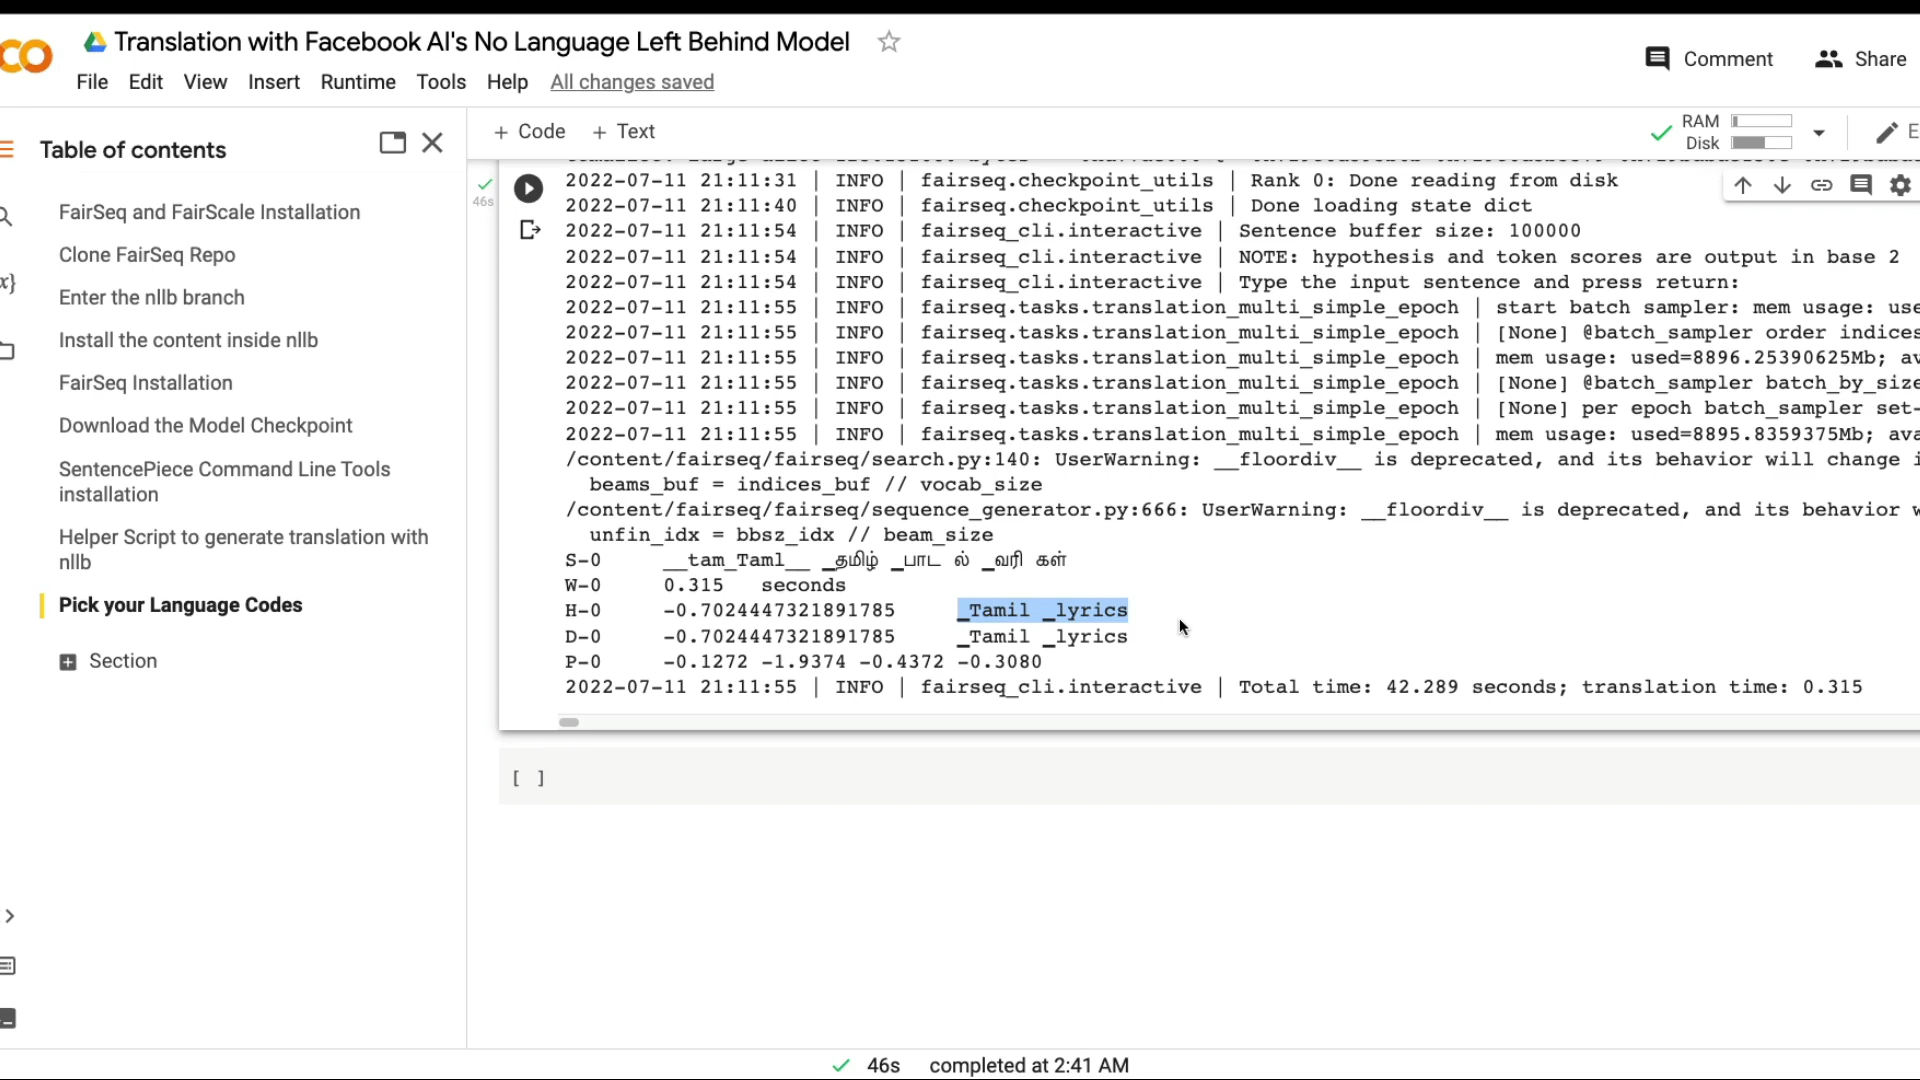 Translation with Facebook AI's No Language Left Behind Model
Comment
Share
File Edit View Insert Runtime Tools Help All changes saved
Table of contents
FairSeq and FairScale Installation
Clone FairSeq Repo
Enter the nllb branch
Install the content inside nllb
FairSeq Installation
Download the Model Checkpoint
SentencePiece Command Line Tools
installation
Helper Script to generate translation with
nllb
Pick your Language Codes
Section
+ Code + Text
RAM
Disk
46s
2022-07-11 21:11:31 | INFO | fairseq.checkpoint_utils | Rank 0: Done reading from disk
2022-07-11 21:11:40 | INFO | fairseq.checkpoint_utils | Done loading state dict
2022-07-11 21:11:54 | INFO | fairseq_cli.interactive | Sentence buffer size: 100000
2022-07-11 21:11:54 | INFO | fairseq_cli.interactive | NOTE: hypothesis and token scores are output in base 2
2022-07-11 21:11:54 | INFO | fairseq_cli.interactive | Type the input sentence and press return:
2022-07-11 21:11:55 | INFO | fairseq.tasks.translation_multi_simple_epoch | start batch sampler: mem usage: use
2022-07-11 21:11:55 | INFO | fairseq.tasks.translation_multi_simple_epoch | [None] @batch_sampler order indices
2022-07-11 21:11:55 | INFO | fairseq.tasks.translation_multi_simple_epoch | mem usage: used=8896.25390625Mb; av
2022-07-11 21:11:55 | INFO | fairseq.tasks.translation_multi_simple_epoch | [None] @batch_sampler batch_by_size
2022-07-11 21:11:55 | INFO | fairseq.tasks.translation_multi_simple_epoch | [None] per epoch batch_sampler set-
2022-07-11 21:11:55 | INFO | fairseq.tasks.translation_multi_simple_epoch | mem usage: used=8895.8359375Mb; ava
/content/fairseq/fairseq/search.py:140: UserWarning: __floordiv__ is deprecated, and its behavior will change i
beams_buf = indices_buf // vocab_size
/content/fairseq/fairseq/sequence_generator.py:666: UserWarning: __floordiv__ is deprecated, and its behavior w
unfin_idx = bbsz_idx // beam_size
S-0 __tam_Taml__ _தமிழ் _பாட ல் _வரி கள்
W-0 0.315 seconds
H-0 -0.7024447321891785 _Tamil _lyrics
D-0 -0.7024447321891785 _Tamil _lyrics
P-0 -0.1272 -1.9374 -0.4372 -0.3080
2022-07-11 21:11:55 | INFO | fairseq_cli.interactive | Total time: 42.289 seconds; translation time: 0.315
[ ]
46s completed at 2:41 AM